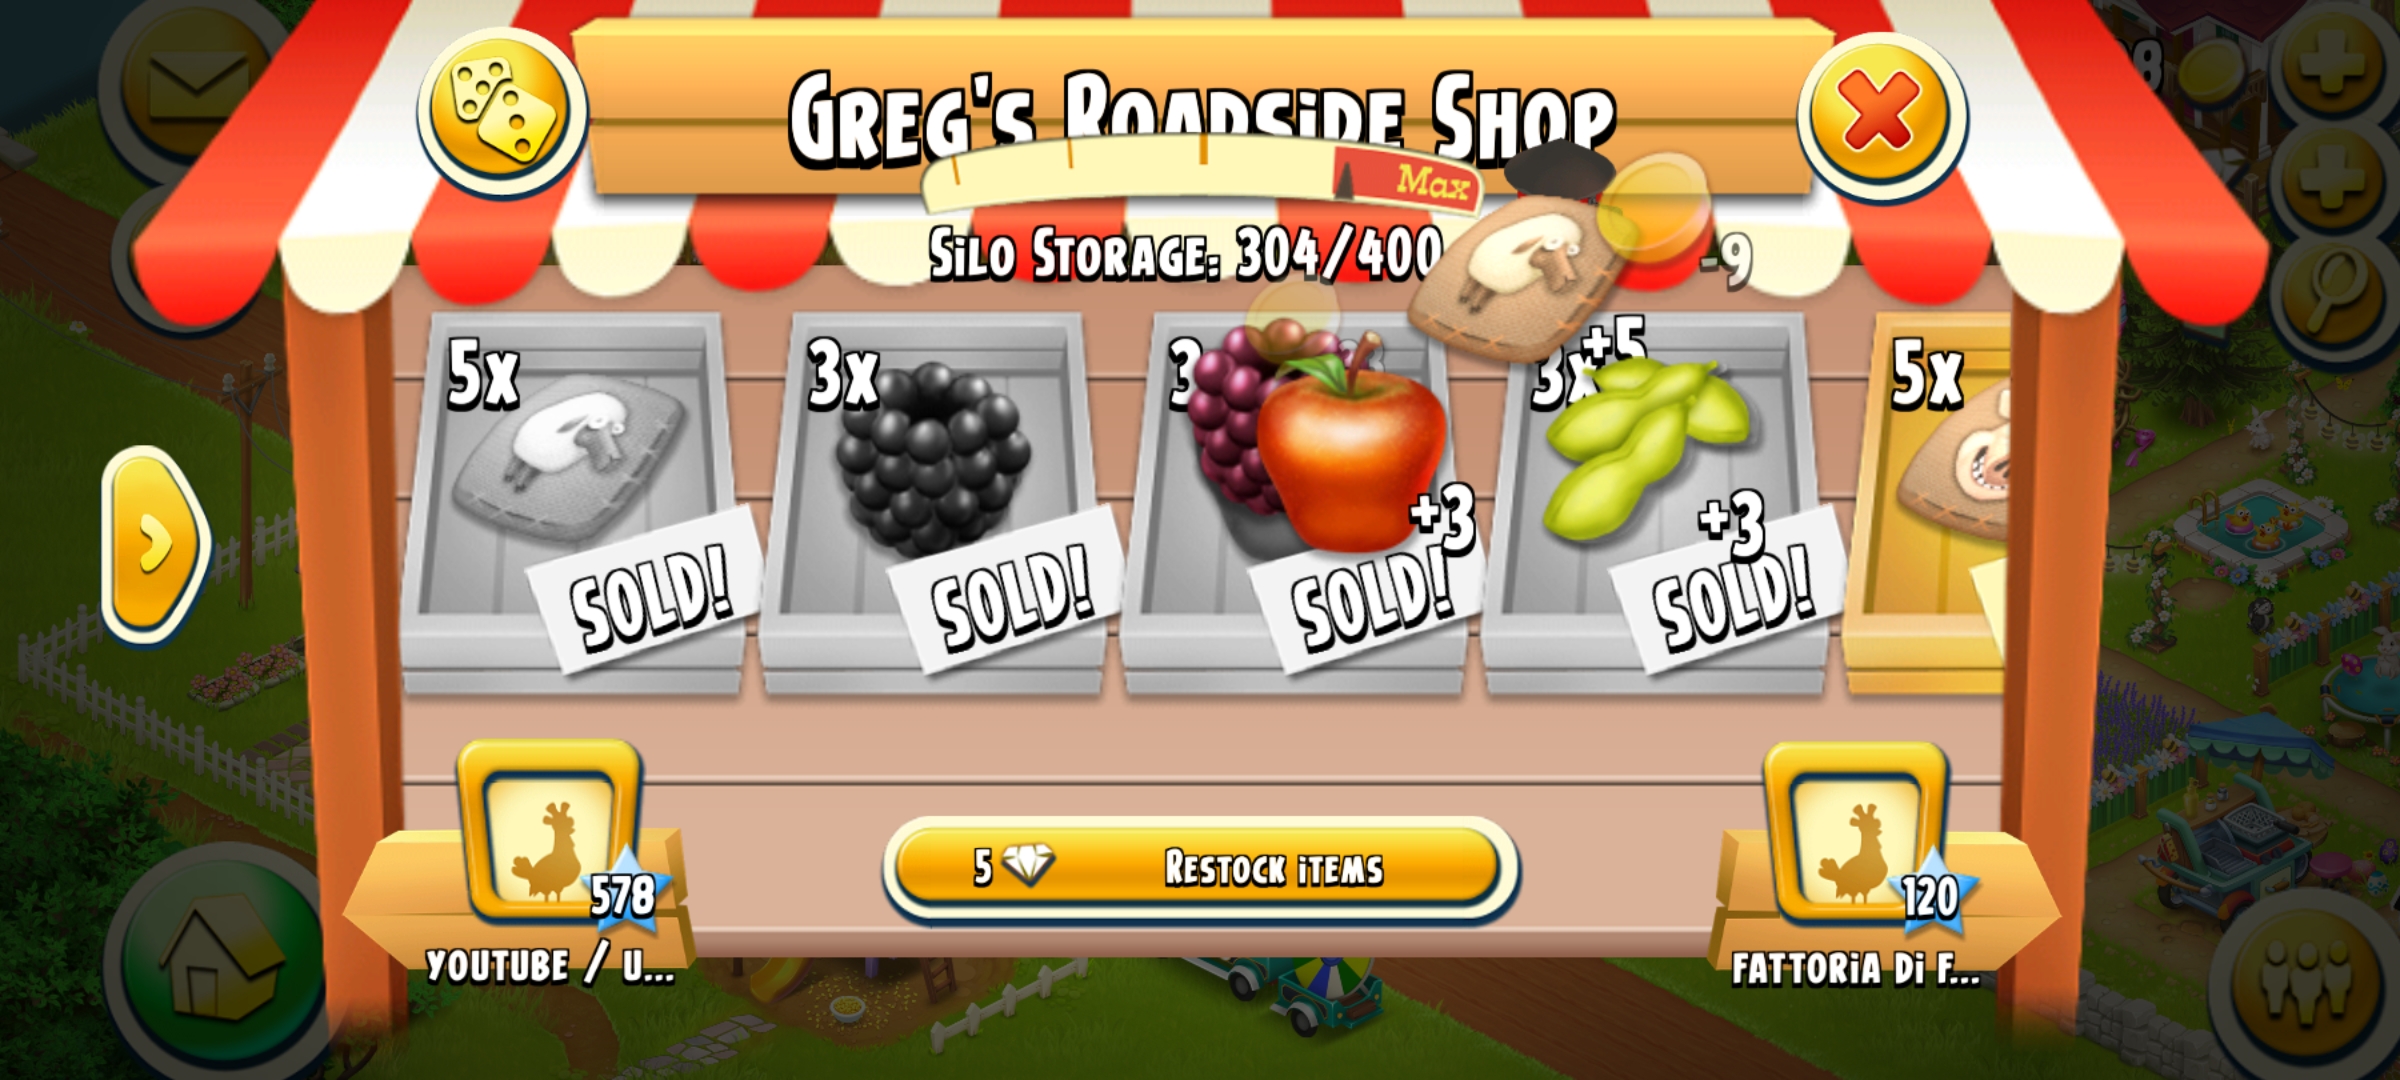 GREG'S ROADSIDE SHOP
Max
SILO STORAGE: 304/400
-9
5x
3x
3
3x
+5
5x
+3
+3
SOLD!
SOLD!
SOLD!
SOLD!
5
RESTOCK ITEMS
578
120
YOUTUBE / U...
FATTORIA DI F...